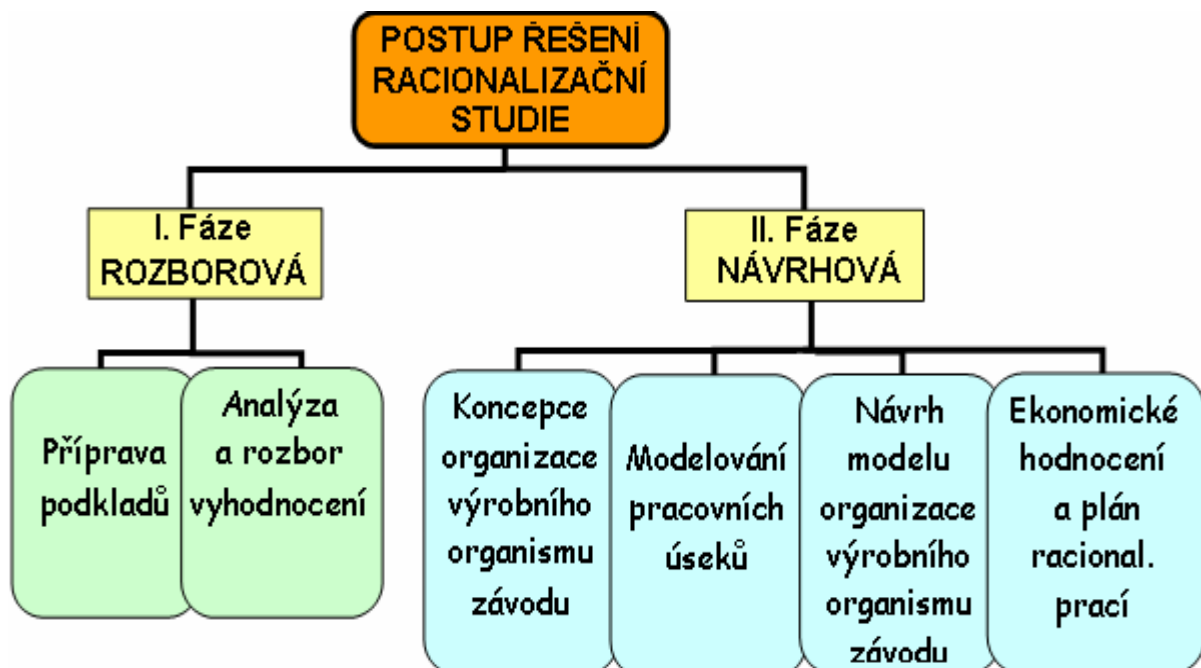 POSTUP ŘEŠENÍ
RACIONALIZAČNÍ
STUDIE
I. Fáze
ROZBOROVÁ
II. Fáze
NÁVRHOVÁ
Příprava
podkladů
Analýza
a rozbor
vyhodnocení
Koncepce
organizace
výrobního
organismu
závodu
Modelování
pracovních
úseků
Návrh
modelu
organizace
výrobního
organismu
závodu
Ekonomické
hodnocení
a plán
racional.
prací